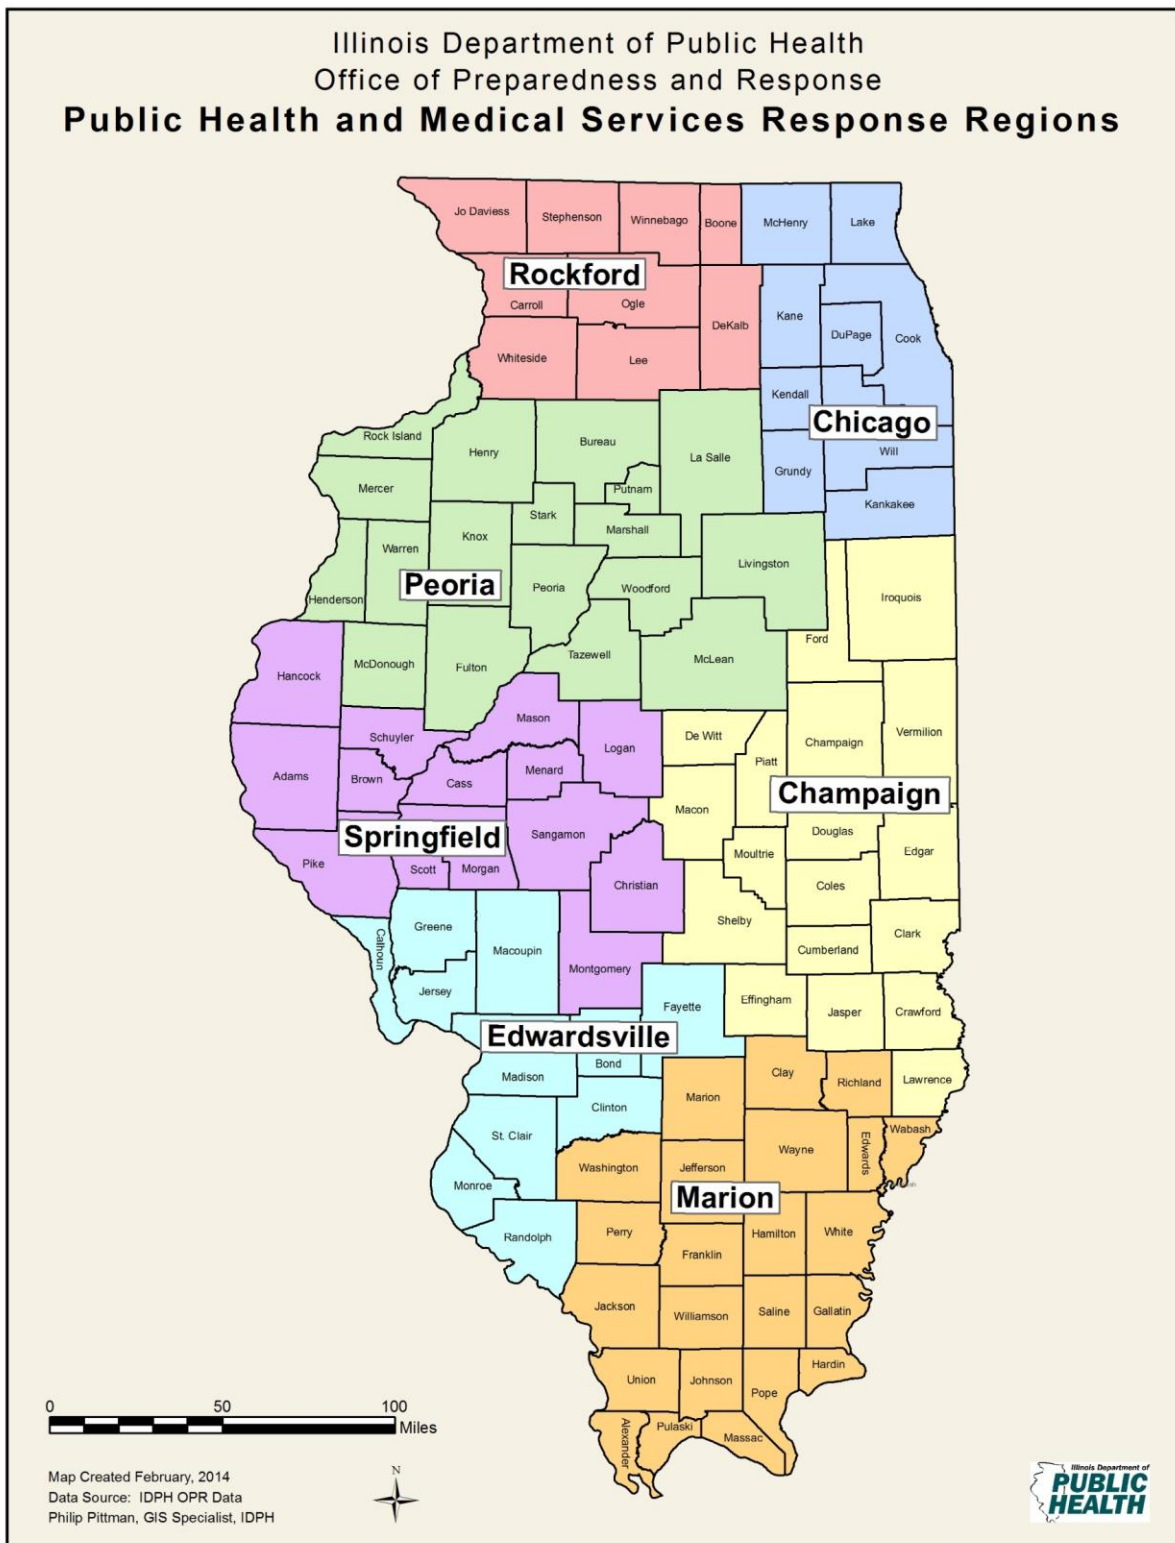 Illinois Department of Public Health
Office of Preparedness and Response
Public Health and Medical Services Response Regions
Jo Daviess
Stephenson
Winnebago
Boone
McHenry
Lake
Rockford
Carroll
Ogle
DeKalb
Kane
DuPage
Cook
Whiteside
Lee
Kendall
Chicago
Rock Island
Henry
Bureau
La Salle
Grundy
Will
Mercer
Putnam
Kankakee
Stark
Marshall
Knox
Warren
Livingston
Peoria
Peoria
Woodford
Henderson
Iroquois
Ford
McDonough
Fulton
Tazewell
McLean
Hancock
Mason
Schuyler
Logan
De Witt
Champaign
Vermilion
Piatt
Adams
Brown
Cass
Menard
Champaign
Macon
Springfield
Sangamon
Douglas
Edgar
Pike
Scott
Morgan
Moultrie
Christian
Coles
Shelby
Greene
Calhoun
Macoupin
Cumberland
Clark
Montgomery
Jersey
Fayette
Effingham
Jasper
Crawford
Edwardsville
Bond
Madison
Clay
Richland
Lawrence
Marion
Clinton
St. Clair
Wayne
Edwards
Wabash
Washington
Jefferson
Monroe
Marion
Randolph
Perry
Hamilton
White
Franklin
Jackson
Williamson
Saline
Gallatin
Hardin
Union
Johnson
Pope
Alexander
Pulaski
Massac
0 50 100
Miles
Map Created February, 2014
Data Source: IDPH OPR Data
Philip Pittman, GIS Specialist, IDPH
N
Illinois Department of
PUBLIC
HEALTH